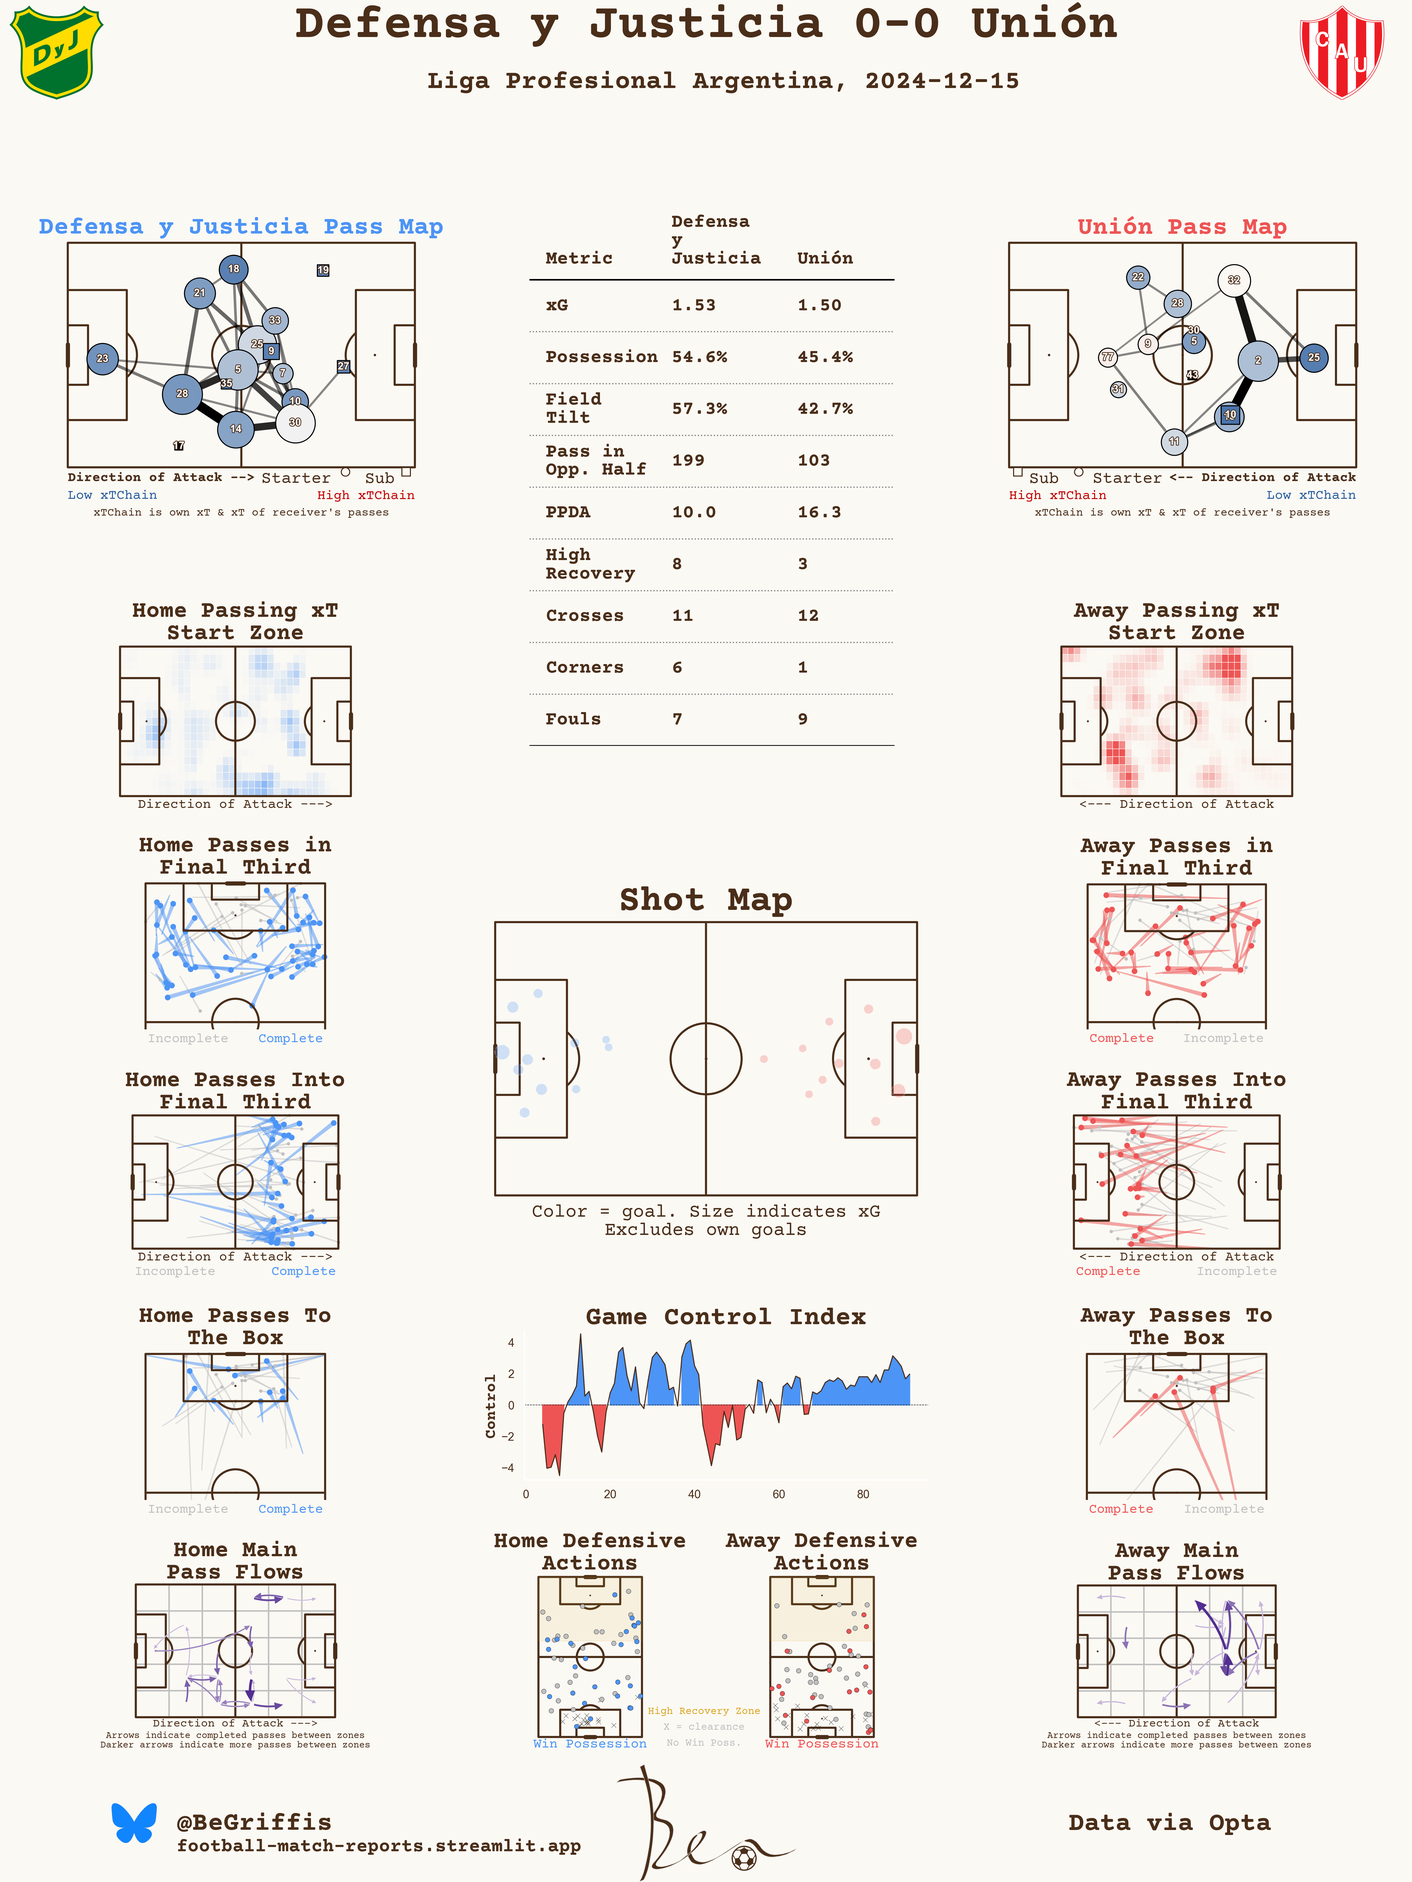 Defensa y Justicia 0-0 Unión
Liga Profesional Argentina, 2024-12-15
DyJ
CAU
Defensa y Justicia Pass Map
18
19
21
33
25
9
23
5
7
27
35
28
10
14
30
17
Direction of Attack --> Starter Sub
Low xTChain High xTChain
xTChain is own xT & xT of receiver's passes
Metric Defensa y Justicia Unión
xG 1.53 1.50
Possession 54.6% 45.4%
Field Tilt 57.3% 42.7%
Pass in Opp. Half 199 103
PPDA 10.0 16.3
High Recovery 8 3
Crosses 11 12
Corners 6 1
Fouls 7 9
Unión Pass Map
22
32
28
30
5
9
77
2
25
43
31
10
11
Sub Starter <-- Direction of Attack
High xTChain Low xTChain
xTChain is own xT & xT of receiver's passes
Home Passing xT
Start Zone
Direction of Attack --->
Away Passing xT
Start Zone
<--- Direction of Attack
Home Passes in
Final Third
Incomplete Complete
Shot Map
Color = goal. Size indicates xG
Excludes own goals
Away Passes in
Final Third
Complete Incomplete
Home Passes Into
Final Third
Direction of Attack --->
Incomplete Complete
Away Passes Into
Final Third
<--- Direction of Attack
Complete Incomplete
Home Passes To
The Box
Incomplete Complete
Game Control Index
Control
4
2
0
−2
−4
0 20 40 60 80
Away Passes To
The Box
Complete Incomplete
Home Main
Pass Flows
Direction of Attack --->
Arrows indicate completed passes between zones
Darker arrows indicate more passes between zones
Home Defensive
Actions
Win Possession
High Recovery Zone
X = clearance
No Win Poss.
Away Defensive
Actions
Win Possession
Away Main
Pass Flows
<--- Direction of Attack
Arrows indicate completed passes between zones
Darker arrows indicate more passes between zones
@BeGriffis
football-match-reports.streamlit.app
Ben
Data via Opta